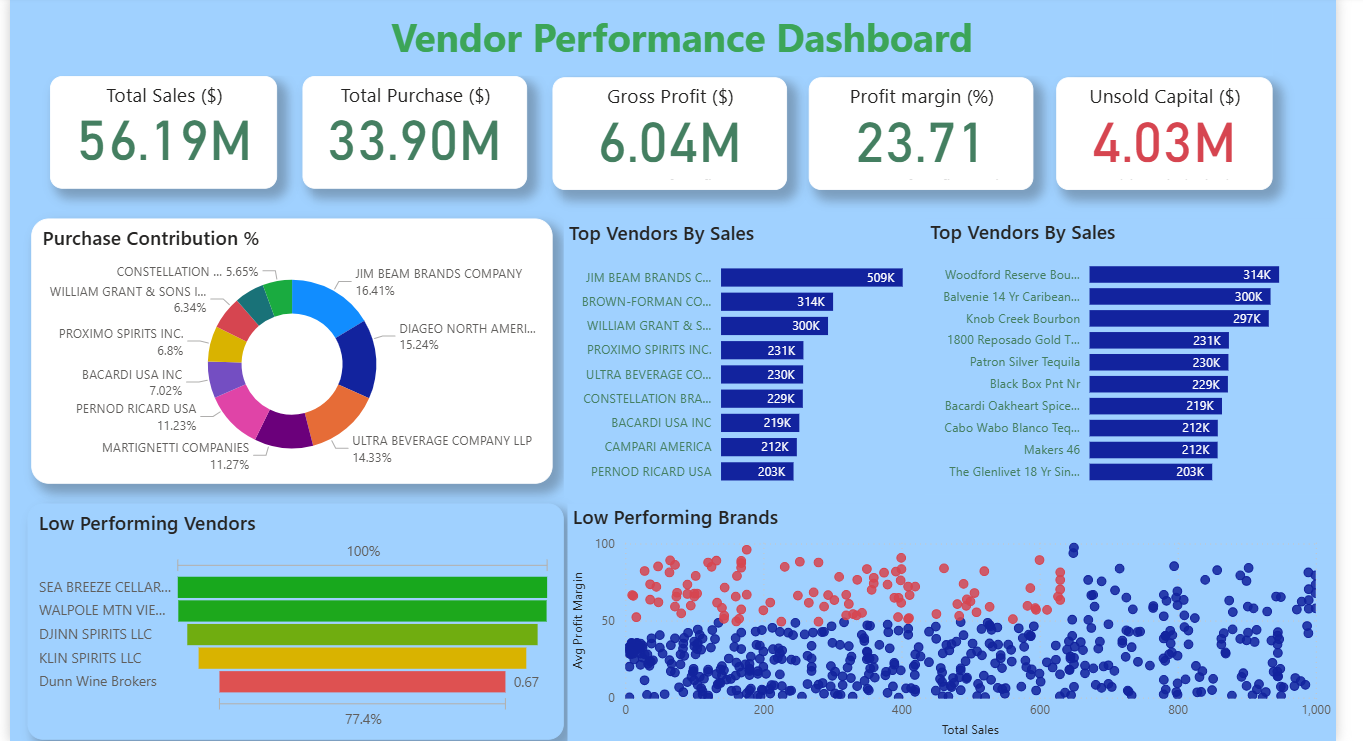 Vendor Performance Dashboard
Total Sales ($)
56.19M
Total Purchase ($)
33.90M
Gross Profit ($)
6.04M
Profit margin (%)
23.71
Unsold Capital ($)
4.03M
Purchase Contribution %
CONSTELLATION ... 5.65%
WILLIAM GRANT & SONS I...
6.34%
PROXIMO SPIRITS INC.
6.8%
BACARDI USA INC
7.02%
PERNOD RICARD USA
11.23%
MARTIGNETTI COMPANIES
11.27%
JIM BEAM BRANDS COMPANY
16.41%
DIAGEO NORTH AMERI...
15.24%
ULTRA BEVERAGE COMPANY LLP
14.33%
Top Vendors By Sales
JIM BEAM BRANDS C... 509K
BROWN-FORMAN CO... 314K
WILLIAM GRANT & S... 300K
PROXIMO SPIRITS INC. 231K
ULTRA BEVERAGE CO... 230K
CONSTELLATION BRA... 229K
BACARDI USA INC 219K
CAMPARI AMERICA 212K
PERNOD RICARD USA 203K
Top Vendors By Sales
Woodford Reserve Bou... 314K
Balvenie 14 Yr Caribean... 300K
Knob Creek Bourbon 297K
1800 Reposado Gold T... 231K
Patron Silver Tequila 230K
Black Box Pnt Nr 229K
Bacardi Oakheart Spice... 219K
Cabo Wabo Blanco Teq... 212K
Makers 46 212K
The Glenlivet 18 Yr Sin... 203K
Low Performing Vendors
100%
SEA BREEZE CELLAR...
WALPOLE MTN VIE...
DJINN SPIRITS LLC
KLIN SPIRITS LLC
Dunn Wine Brokers 0.67
77.4%
Low Performing Brands
Avg Profit Margin
100
50
0
0 200 400 600 800 1,000
Total Sales